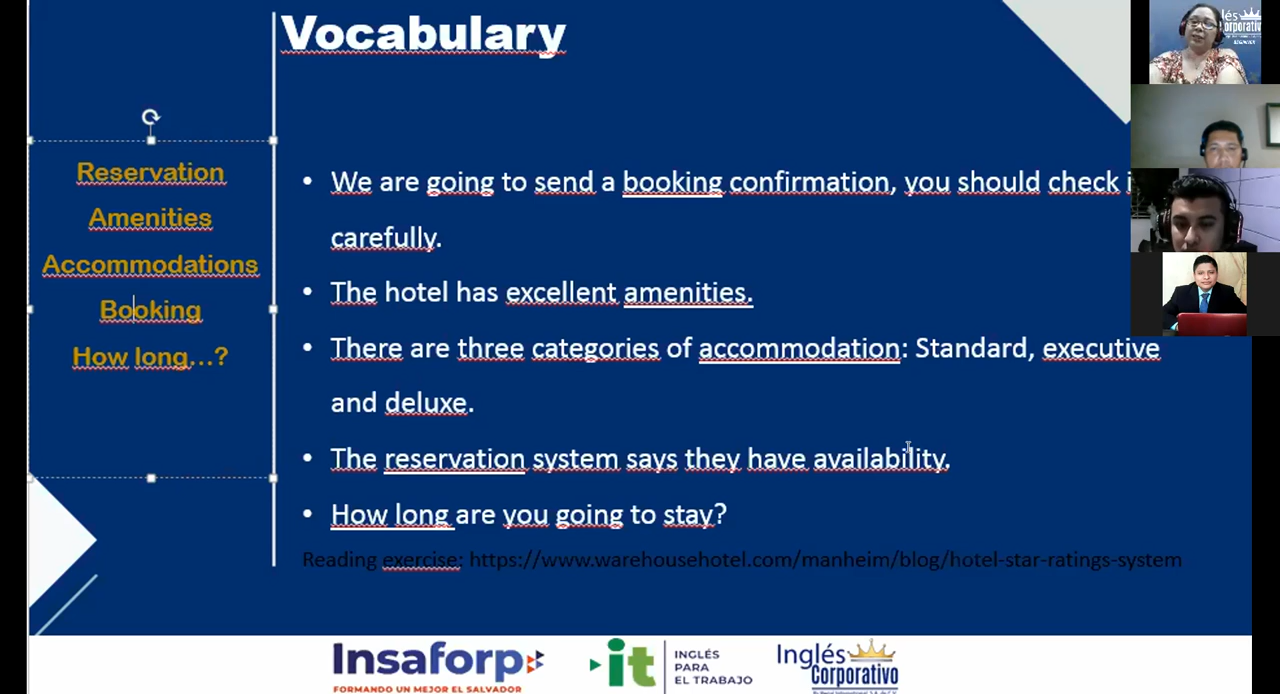 Vocabulary
Reservation
Amenities
Accommodations
Booking
How long...?
• We are going to send a booking confirmation, you should check i
carefully.
• The hotel has excellent amenities.
• There are three categories of accommodation: Standard, executive
and deluxe.
• The reservation system says they have availability.
• How long are you going to stay?
Reading exercise: https://www.warehousehotel.com/manheim/blog/hotel-star-ratings-system
Insaforp
FORMANDO UN MEJOR EL SALVADOR
it
INGLÉS
PARA
EL TRABAJO
Inglés
Corporativo
lés
Corporativo